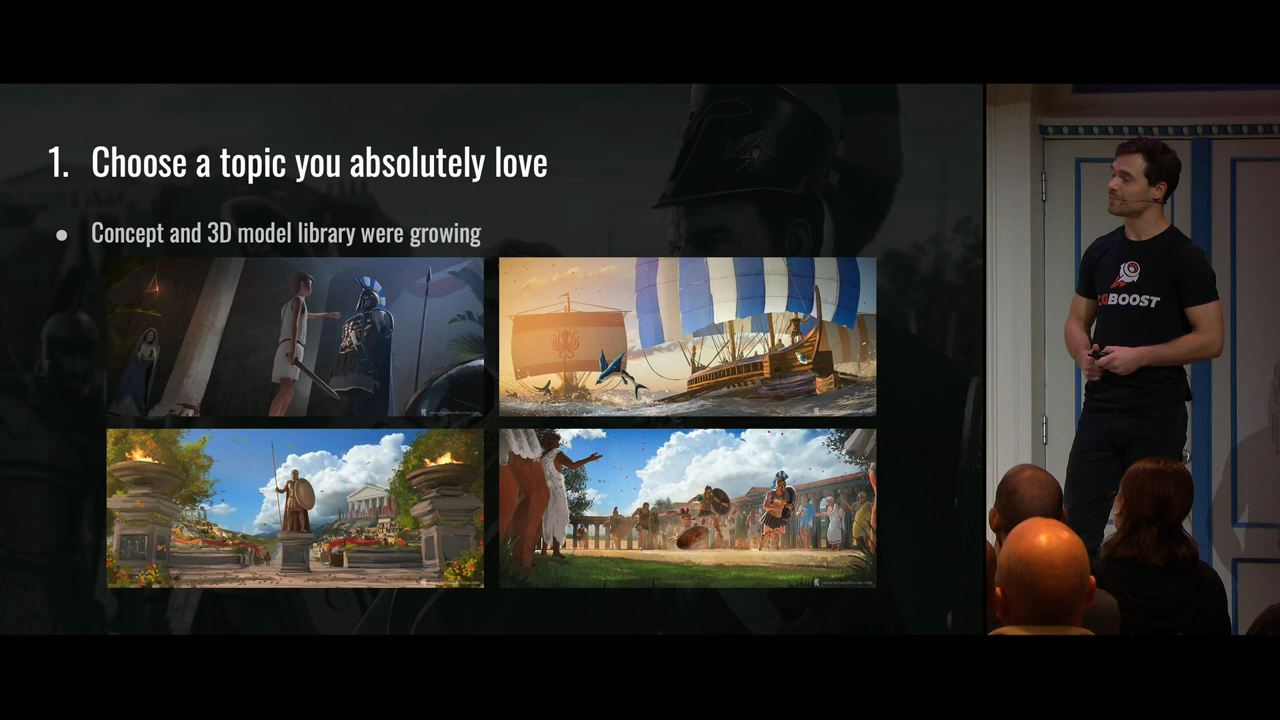 1. Choose a topic you absolutely love
● Concept and 3D model library were growing
CGBOOST